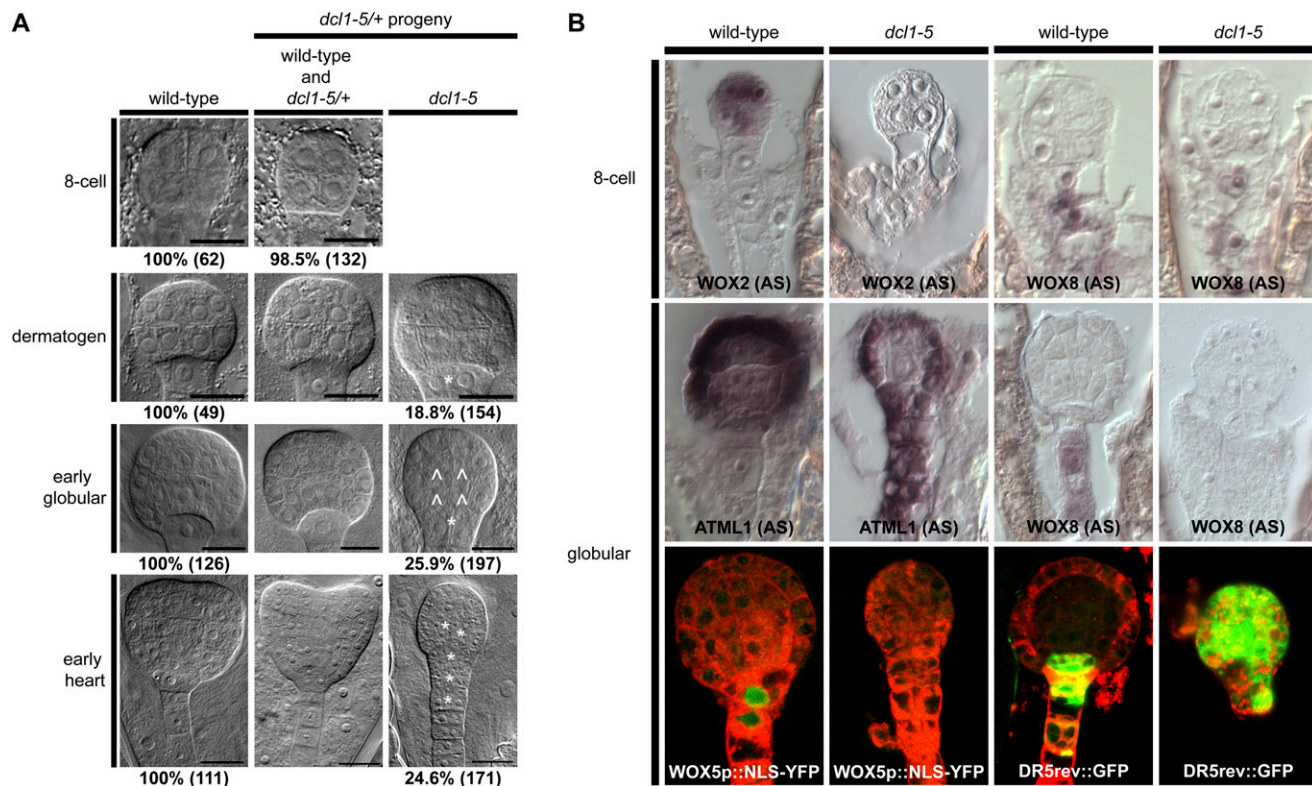 A
dcl1-5/+ progeny
wild-type
wild-type
and
dcl1-5/+
dcl1-5
8-cell
100% (62)
98.5% (132)
dermatogen
*
100% (49)
18.8% (154)
early
globular
^ ^
^ ^
*
100% (126)
25.9% (197)
early
heart
* *
*
*
*
100% (111)
24.6% (171)
B
wild-type
dcl1-5
wild-type
dcl1-5
8-cell
WOX2 (AS)
WOX2 (AS)
WOX8 (AS)
WOX8 (AS)
globular
ATML1 (AS)
ATML1 (AS)
WOX8 (AS)
WOX8 (AS)
WOX5p::NLS-YFP
WOX5p::NLS-YFP
DR5rev::GFP
DR5rev::GFP